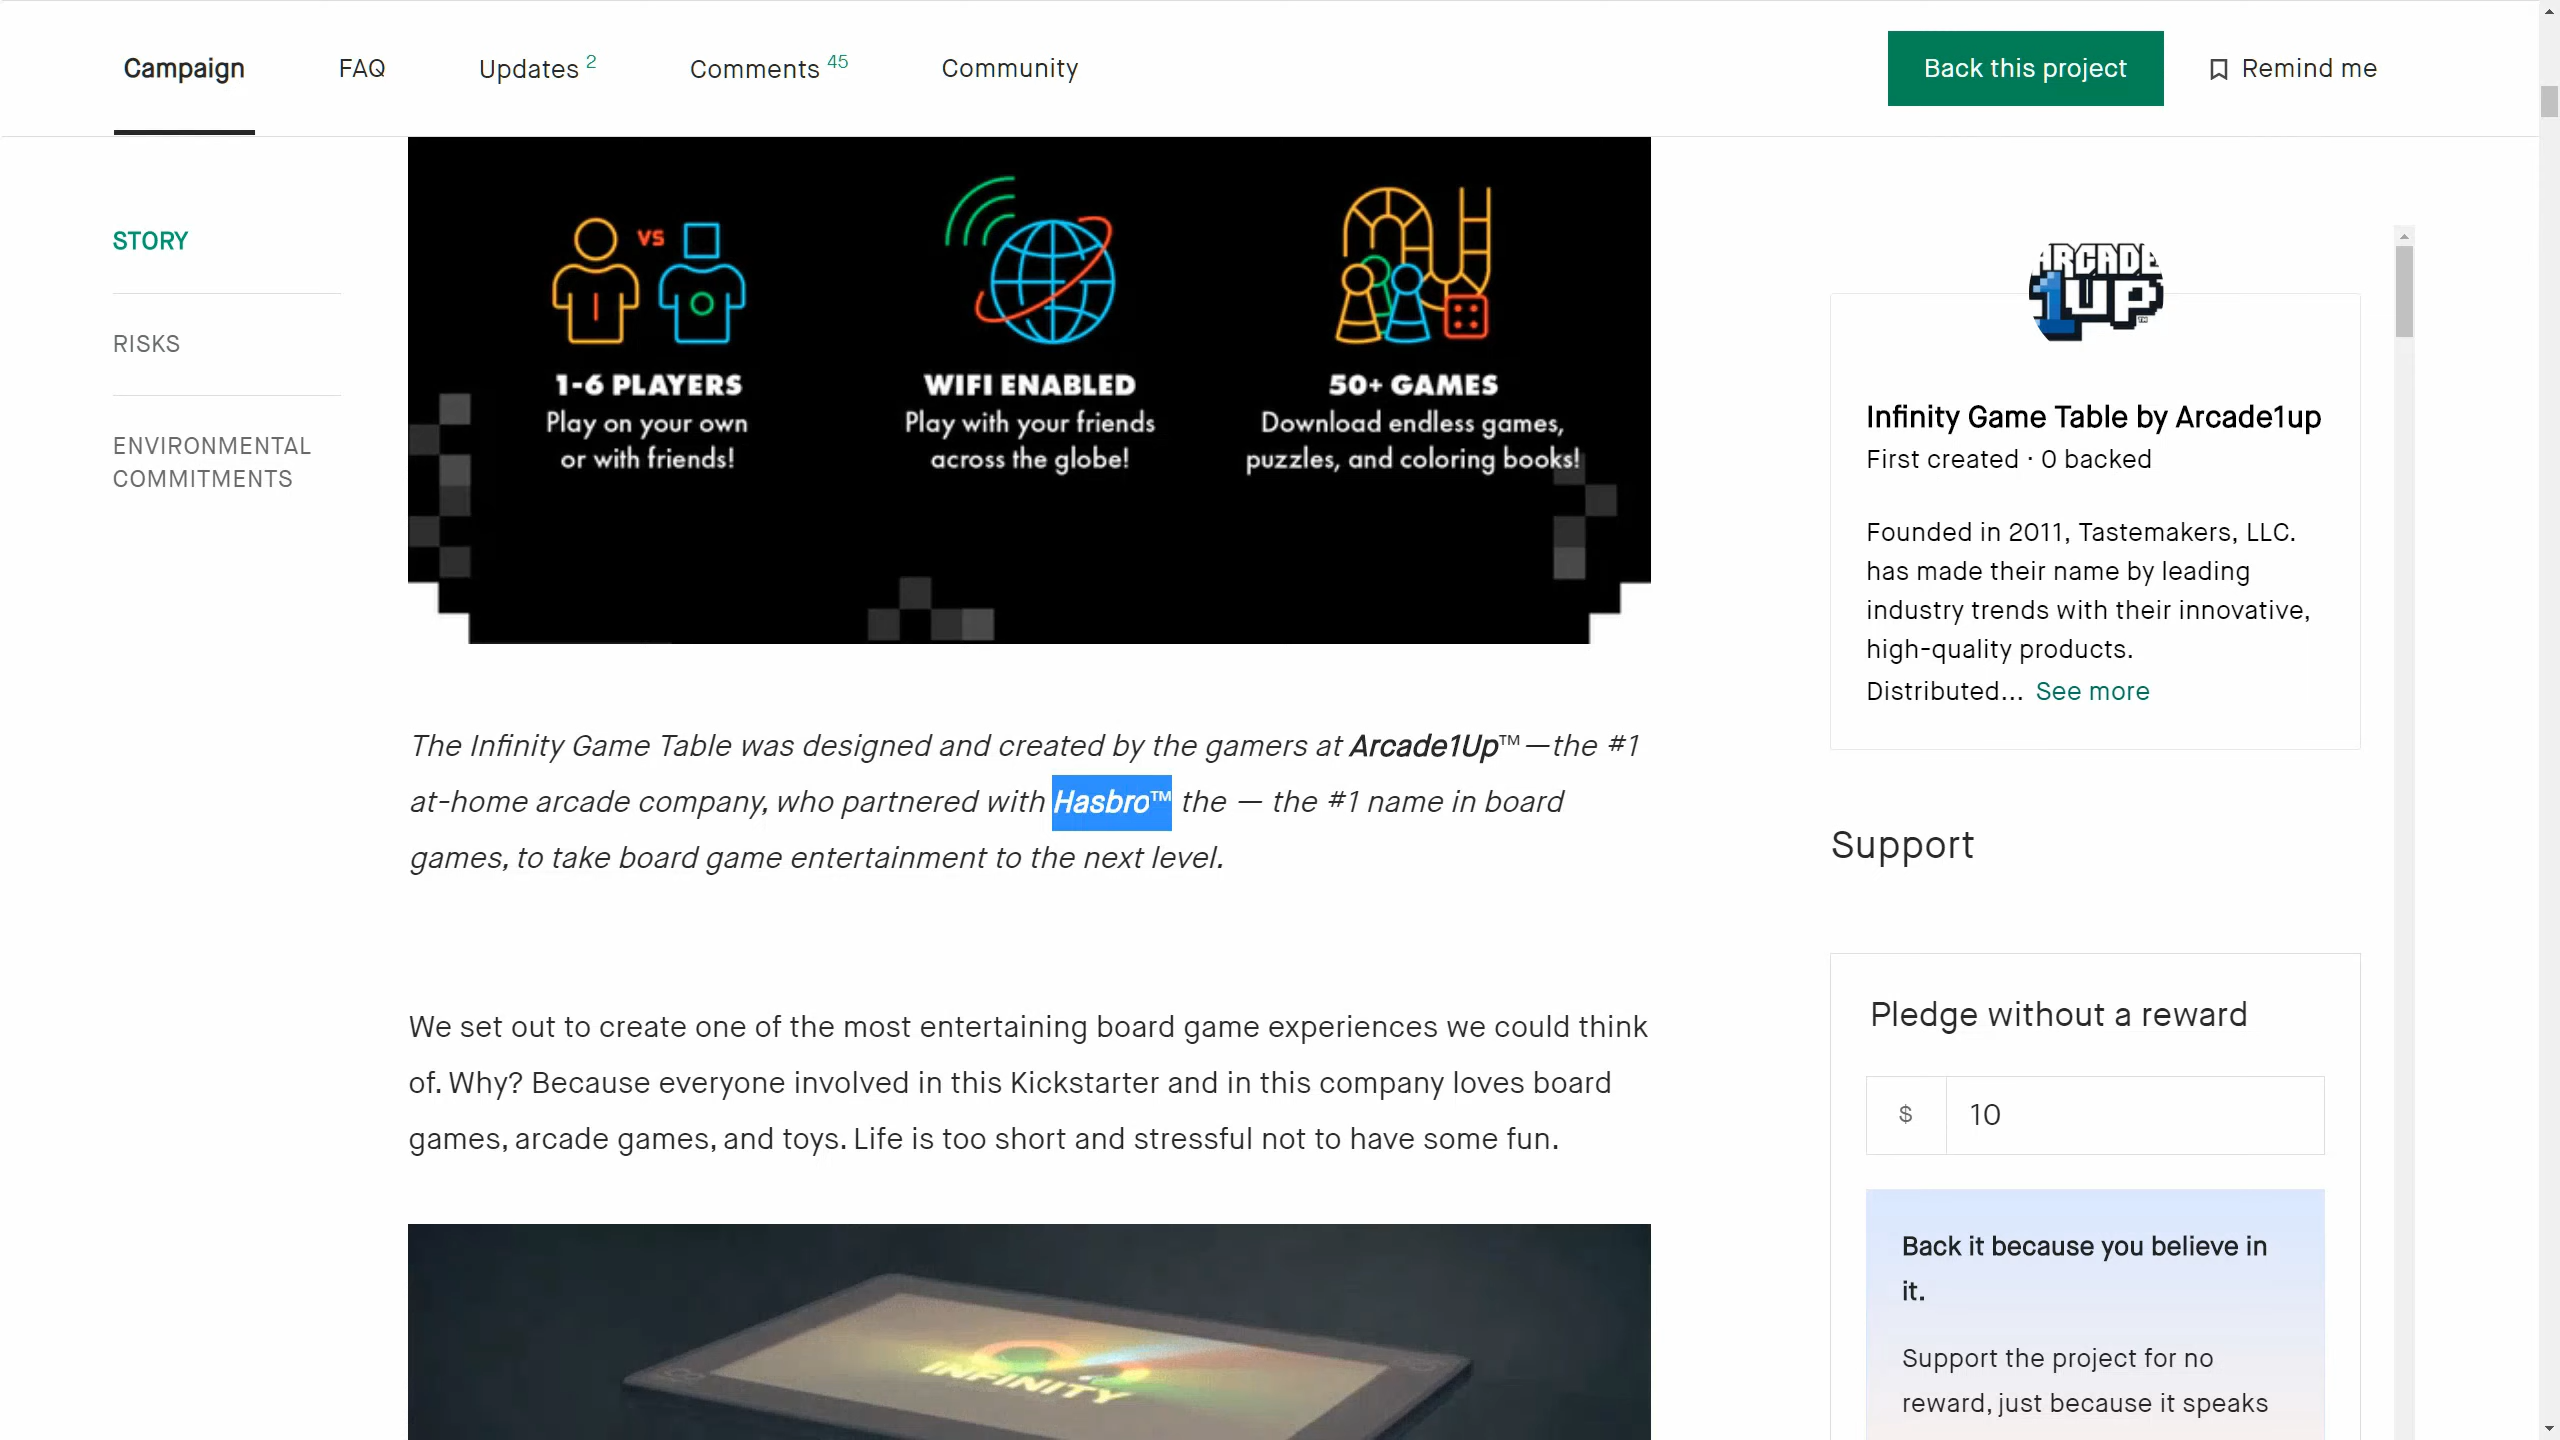 Campaign
FAQ
Updates 2
Comments 45
Community
Back this project
Remind me
STORY
RISKS
ENVIRONMENTAL
COMMITMENTS
VS
1-6 PLAYERS
Play on your own
or with friends!
WIFI ENABLED
Play with your friends
across the globe!
50+ GAMES
Download endless games,
puzzles, and coloring books!
The Infinity Game Table was designed and created by the gamers at Arcade1Up™ —the #1
at-home arcade company, who partnered with Hasbro™ the — the #1 name in board
games, to take board game entertainment to the next level.
We set out to create one of the most entertaining board game experiences we could think
of. Why? Because everyone involved in this Kickstarter and in this company loves board
games, arcade games, and toys. Life is too short and stressful not to have some fun.
INFINITY
ARCADE
1UP™
Infinity Game Table by Arcade1up
First created · 0 backed
Founded in 2011, Tastemakers, LLC.
has made their name by leading
industry trends with their innovative,
high-quality products.
Distributed... See more
Support
Pledge without a reward
$ 10
Back it because you believe in
it.
Support the project for no
reward, just because it speaks